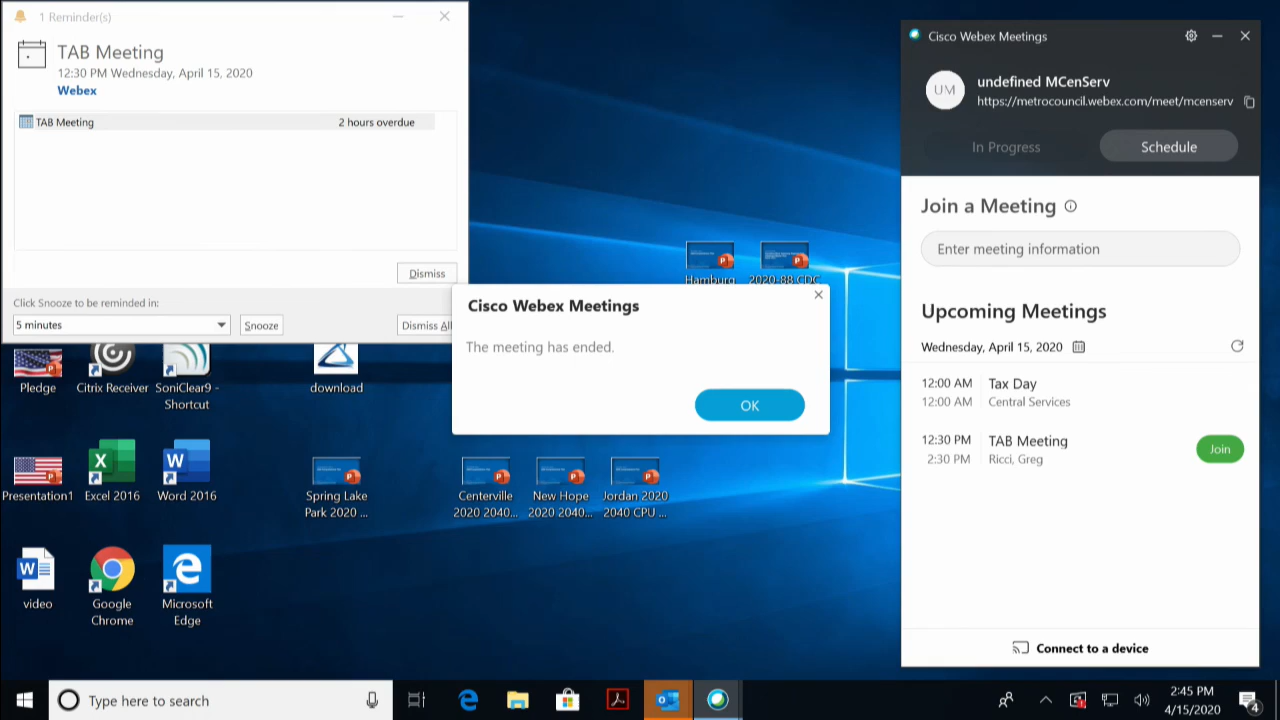 1 Reminder(s)
TAB Meeting
12:30 PM Wednesday, April 15, 2020
Webex
TAB Meeting 2 hours overdue
Dismiss
Click Snooze to be reminded in:
5 minutes
Snooze
Dismiss All
Pledge
Citrix Receiver
SoniClear9 -
Shortcut
download
Presentation1
Excel 2016
Word 2016
Spring Lake
Park 2020 ...
Centerville
2020 2040...
New Hope
2020 2040...
Jordan 2020
2040 CPU ...
video
Google
Chrome
Microsoft
Edge
Hamburg
2020-88 CDC
Cisco Webex Meetings
The meeting has ended.
OK
Cisco Webex Meetings
UM
undefined MCenServ
https://metrocouncil.webex.com/meet/mcenserv
In Progress
Schedule
Join a Meeting
Enter meeting information
Upcoming Meetings
Wednesday, April 15, 2020
12:00 AM Tax Day
12:00 AM Central Services
12:30 PM TAB Meeting
2:30 PM Ricci, Greg
Join
Connect to a device
Type here to search
2:45 PM
4/15/2020
4